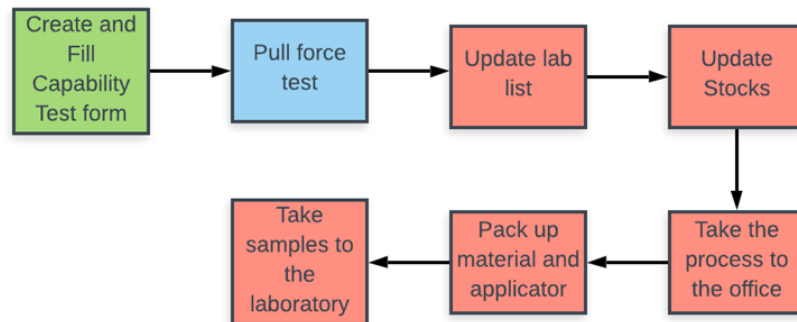 Create and
Fill
Capability
Test form
Pull force
test
Update lab
list
Update
Stocks
Take the
process to
the office
Pack up
material and
applicator
Take
samples to
the
laboratory